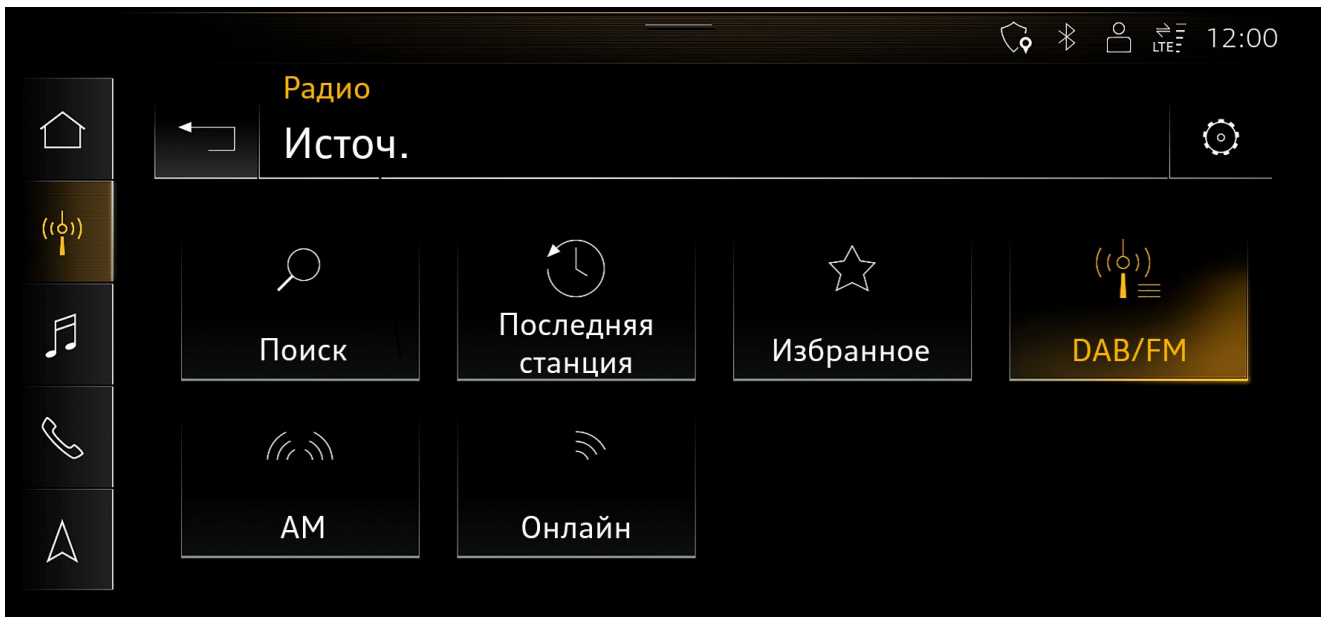 LTE 12:00
Радио
Источ.
Поиск
Последняя
станция
Избранное
DAB/FM
AM
Онлайн